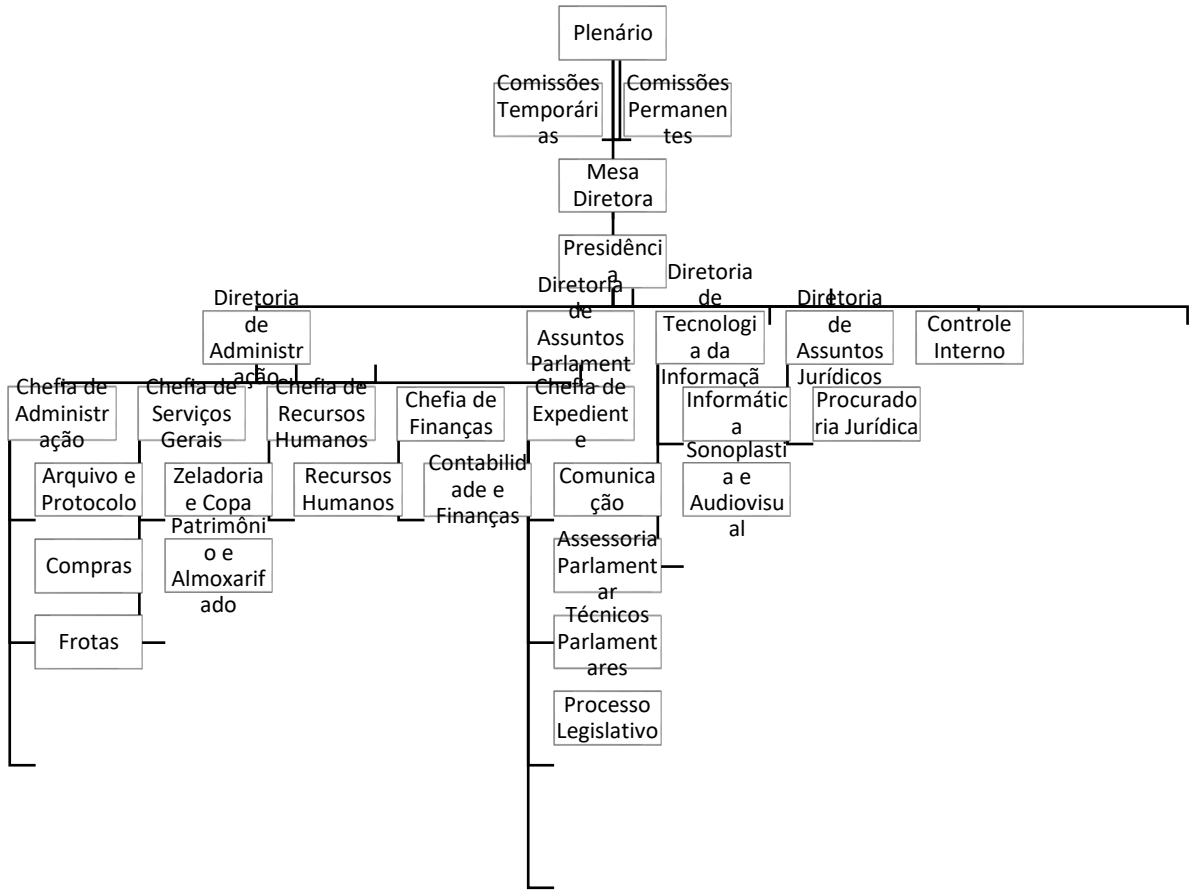 Plenário
Comissões
Temporári
as
Comissões
Permanen
tes
Mesa
Diretora
Presidênci
a
Diretoria
de
Administr
ação
Diretoria
de
Assuntos
Parlament
Diretoria
de
Tecnologi
a da
Informaçã
Diretoria
de
Assuntos
Jurídicos
Controle
Interno
Chefia de
Administr
ação
Chefia de
Serviços
Gerais
Chefia de
Recursos
Humanos
Chefia de
Finanças
Chefia de
Expedient
e
Informátic
a
Procurado
ria Jurídica
Arquivo e
Protocolo
Zeladoria
e Copa
Recursos
Humanos
Contabilid
ade e
Finanças
Comunica
ção
Sonoplasti
a e
Audiovisu
al
Compras
Patrimôni
o e
Almoxarif
ado
Assessoria
Parlament
ar
Frotas
Técnicos
Parlament
ares
Processo
Legislativo